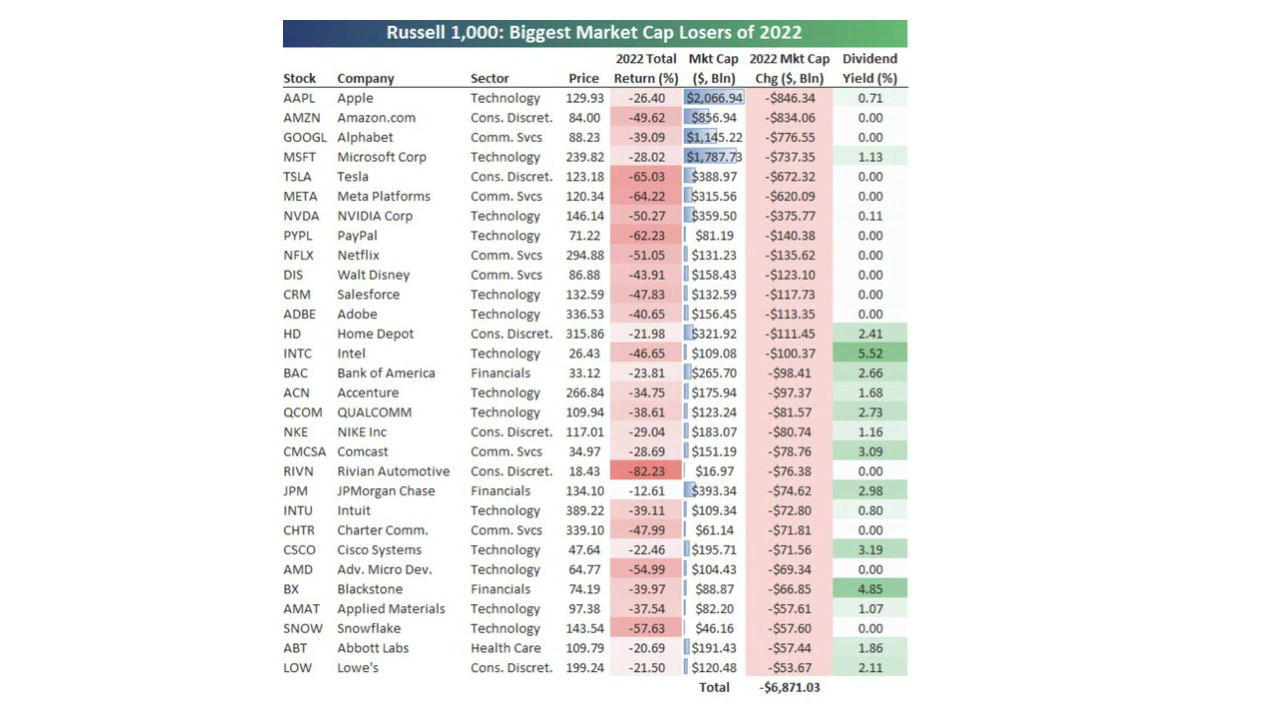 Russell 1,000: Biggest Market Cap Losers of 2022
2022 Total Mkt Cap 2022 Mkt Cap Dividend
Stock Company Sector Price Return (%) ($, Bln) Chg ($, Bln) Yield (%)
AAPL Apple Technology 129.93 -26.40 $2,066.94 -$846.34 0.71
AMZN Amazon.com Cons. Discret. 84.00 -49.62 $856.94 -$834.06 0.00
GOOGL Alphabet Comm. Svcs 88.23 -39.09 $1,145.22 -$776.55 0.00
MSFT Microsoft Corp Technology 239.82 -28.02 $1,787.73 -$737.35 1.13
TSLA Tesla Cons. Discret. 123.18 -65.03 $388.97 -$672.32 0.00
META Meta Platforms Comm. Svcs 120.34 -64.22 $315.56 -$620.09 0.00
NVDA NVIDIA Corp Technology 146.14 -50.27 $359.50 -$375.77 0.11
PYPL PayPal Technology 71.22 -62.23 $81.19 -$140.38 0.00
NFLX Netflix Comm. Svcs 294.88 -51.05 $131.23 -$135.62 0.00
DIS Walt Disney Comm. Svcs 86.88 -43.91 $158.43 -$123.10 0.00
CRM Salesforce Technology 132.59 -47.83 $132.59 -$117.73 0.00
ADBE Adobe Technology 336.53 -40.65 $156.45 -$113.35 0.00
HD Home Depot Cons. Discret. 315.86 -21.98 $321.92 -$111.45 2.41
INTC Intel Technology 26.43 -46.65 $109.08 -$100.37 5.52
BAC Bank of America Financials 33.12 -23.81 $265.70 -$98.41 2.66
ACN Accenture Technology 266.84 -34.75 $175.94 -$97.37 1.68
QCOM QUALCOMM Technology 109.94 -38.61 $123.24 -$81.57 2.73
NKE NIKE Inc Cons. Discret. 117.01 -29.04 $183.07 -$80.74 1.16
CMCSA Comcast Comm. Svcs 34.97 -28.69 $151.19 -$78.76 3.09
RIVN Rivian Automotive Cons. Discret. 18.43 -82.23 $16.97 -$76.38 0.00
JPM JPMorgan Chase Financials 134.10 -12.61 $393.34 -$74.62 2.98
INTU Intuit Technology 389.22 -39.11 $109.34 -$72.80 0.80
CHTR Charter Comm. Comm. Svcs 339.10 -47.99 $61.14 -$71.81 0.00
CSCO Cisco Systems Technology 47.64 -22.46 $195.71 -$71.56 3.19
AMD Adv. Micro Dev. Technology 64.77 -54.99 $104.43 -$69.34 0.00
BX Blackstone Financials 74.19 -39.97 $88.87 -$66.85 4.85
AMAT Applied Materials Technology 97.38 -37.54 $82.20 -$57.61 1.07
SNOW Snowflake Technology 143.54 -57.63 $46.16 -$57.60 0.00
ABT Abbott Labs Health Care 109.79 -20.69 $191.43 -$57.44 1.86
LOW Lowe's Cons. Discret. 199.24 -21.50 $120.48 -$53.67 2.11
Total -$6,871.03